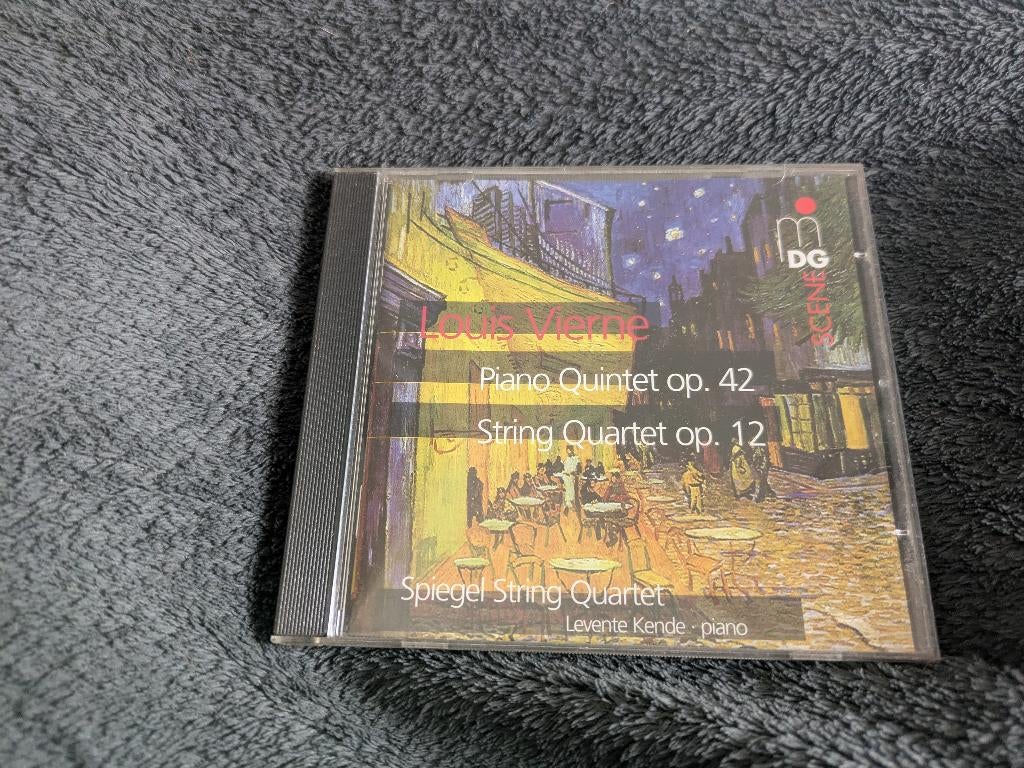 mDG
SCENE
Louis Vierne
Piano Quintet op. 42
String Quartet op. 12
Spiegel String Quartet
Levente Kende · piano